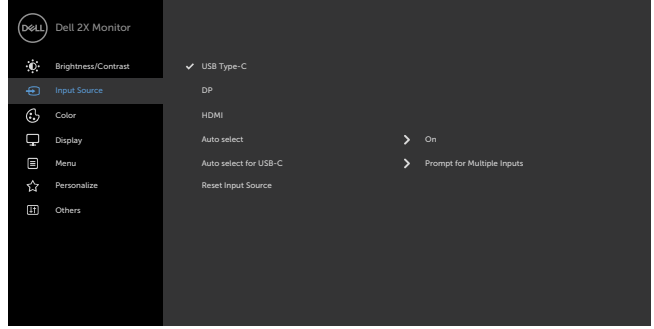 DELL Dell 2X Monitor
Brightness/Contrast USB Type-C
Input Source DP
Color HDMI
Display Auto select On
Menu Auto select for USB-C Prompt for Multiple Inputs
Personalize Reset Input Source
Others